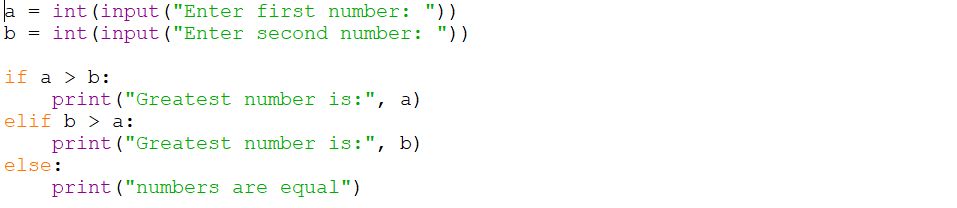 a = int(input("Enter first number: "))
b = int(input("Enter second number: "))

if a > b:
    print("Greatest number is:", a)
elif b > a:
    print("Greatest number is:", b)
else:
    print("numbers are equal")